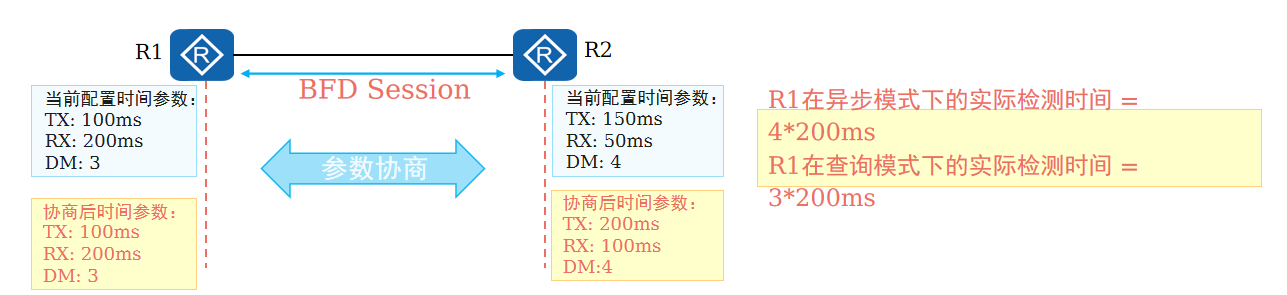 R1
R
R
R2
BFD Session
当前配置时间参数：
TX: 100ms
RX: 200ms
DM: 3
参数协商
当前配置时间参数：
TX: 150ms
RX: 50ms
DM: 4
协商后时间参数：
TX: 100ms
RX: 200ms
DM: 3
协商后时间参数：
TX: 200ms
RX: 100ms
DM:4
R1在异步模式下的实际检测时间 =
4*200ms
R1在查询模式下的实际检测时间 =
3*200ms